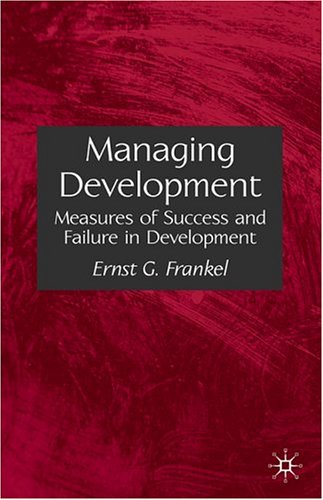 Managing
Development
Measures of Success and
Failure in Development
Ernst G. Frankel